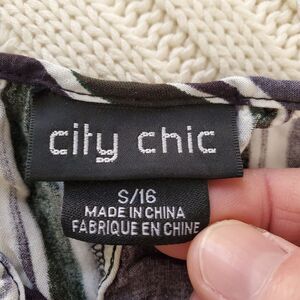 city chic
S/16
MADE IN CHINA
FABRIQUE EN CHINE